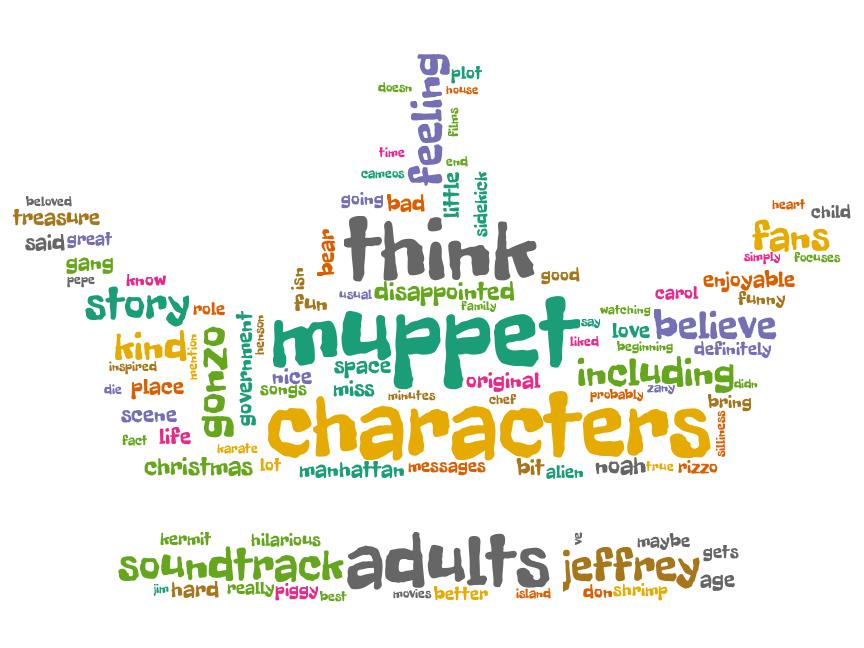 feeling
plot
doesn
house
films
time
end
cameos
little
sidekick
going
bad
beloved
treasure
said
great
gang
pepe
know
heart
child
fans
simply
focuses
bear
think
good
isn
fun
usual
disappointed
family
story
role
carol
enjoyable
funny
muppet
say
watching
love
believe
liked
beginning
definitely
kind
mention
gonzo
government
henson
inspired
space
nice
songs
miss
minutes
original
chef
including
didn
probably
zany
bring
die
place
scene
life
fact
characters
silliness
karate
christmas
lot
manhattan
messages
bit
alien
noah
true
rizzo
kermit
hilarious
soundtrack
adults
ve
jeffrey
maybe
gets
age
jim
hard
really
piggy
best
movies
better
island
don
shrimp